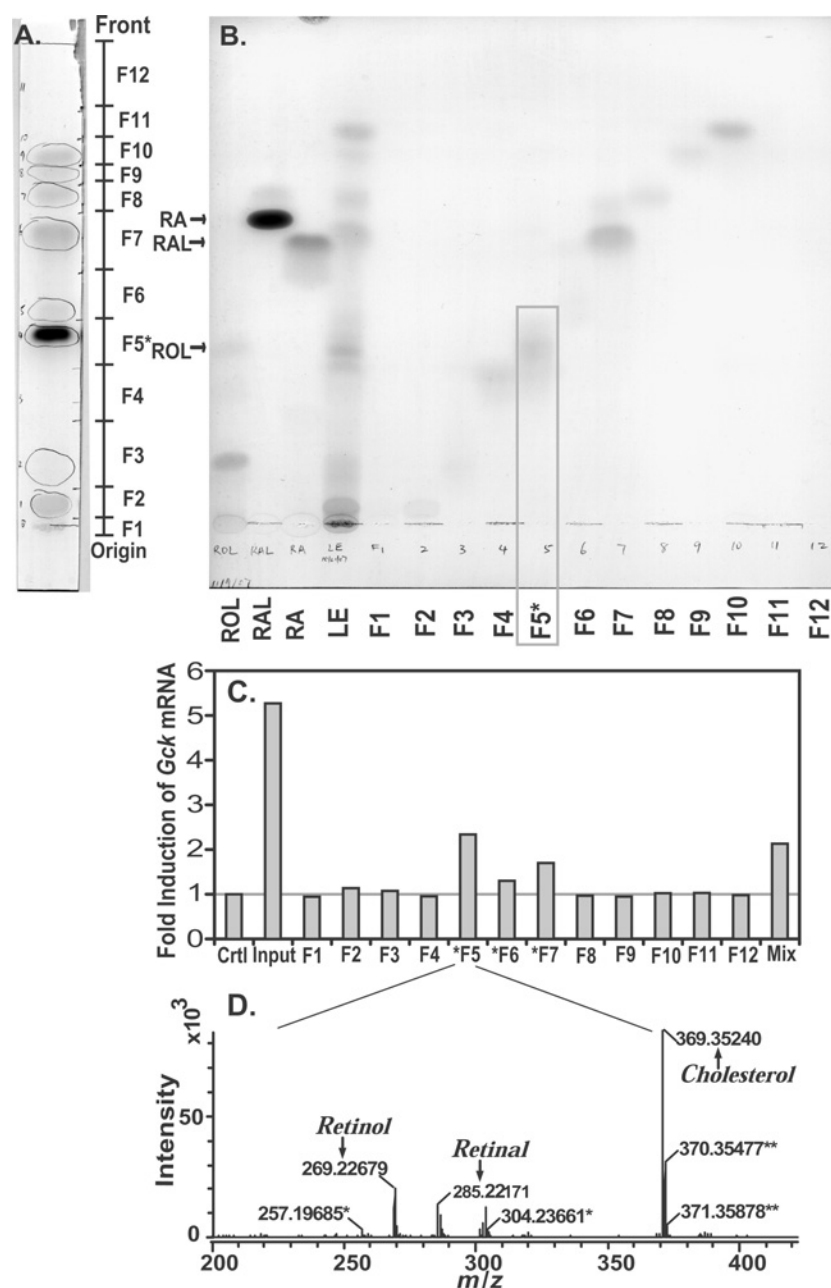 A.
Front
F12
F11
F10
F9
F8
F7
F6
F5*
F4
F3
F2
F1
Origin
B.
RA
RAL
ROL
ROL RAL RA LE F1 2 3 4 5 6 7 8 9 10 11 12
ROL RAL RA LE F1 F2 F3 F4 F5* F6 F7 F8 F9 F10 F11 F12
C.
Fold Induction of Gck mRNA
6
5
4
3
2
1
0
Crtl Input F1 F2 F3 F4 *F5 *F6 *F7 F8 F9 F10 F11 F12 Mix
D.
x10³
Intensity
50
0
369.35240
Cholesterol
Retinol
269.22679
Retinal
285.22171
370.35477**
257.19685*
304.23661*
371.35878**
200 250 300 350 400
m/z